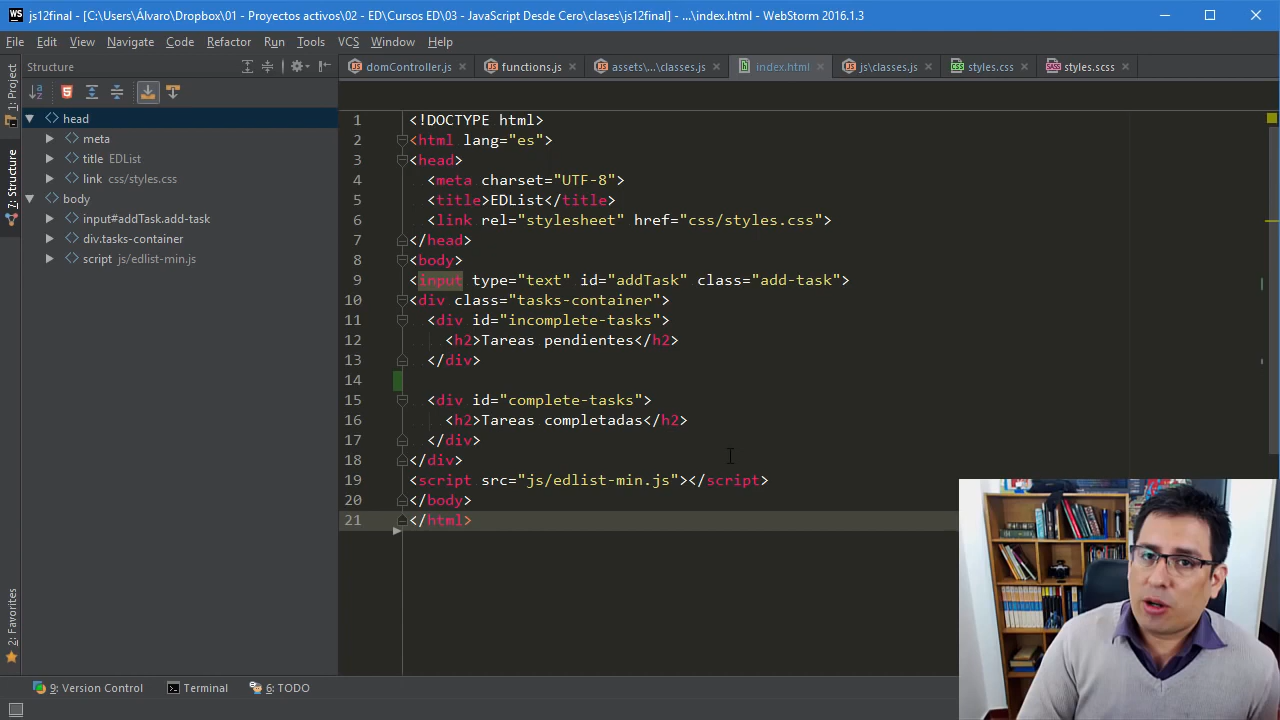 js12final - [C:\Users\Álvaro\Dropbox\01 - Proyectos activos\02 - ED\Cursos ED\03 - JavaScript Desde Cero\clases\js12final] - ...\index.html - WebStorm 2016.1.3
File Edit View Navigate Code Refactor Run Tools VCS Window Help
Structure
domController.js
functions.js
assets\...\classes.js
index.html
js\classes.js
styles.css
styles.scss
1: Project
7: Structure
2: Favorites
head
meta
title EDList
link css/styles.css
body
input#addTask.add-task
div.tasks-container
script js/edlist-min.js
1 <!DOCTYPE html>
2 <html lang="es">
3 <head>
4 <meta charset="UTF-8">
5 <title>EDList</title>
6 <link rel="stylesheet" href="css/styles.css">
7 </head>
8 <body>
9 <input type="text" id="addTask" class="add-task">
10 <div class="tasks-container">
11 <div id="incomplete-tasks">
12 <h2>Tareas pendientes</h2>
13 </div>
14
15 <div id="complete-tasks">
16 <h2>Tareas completadas</h2>
17 </div>
18 </div>
19 <script src="js/edlist-min.js"></script>
20 </body>
21 </html>
9: Version Control
Terminal
6: TODO